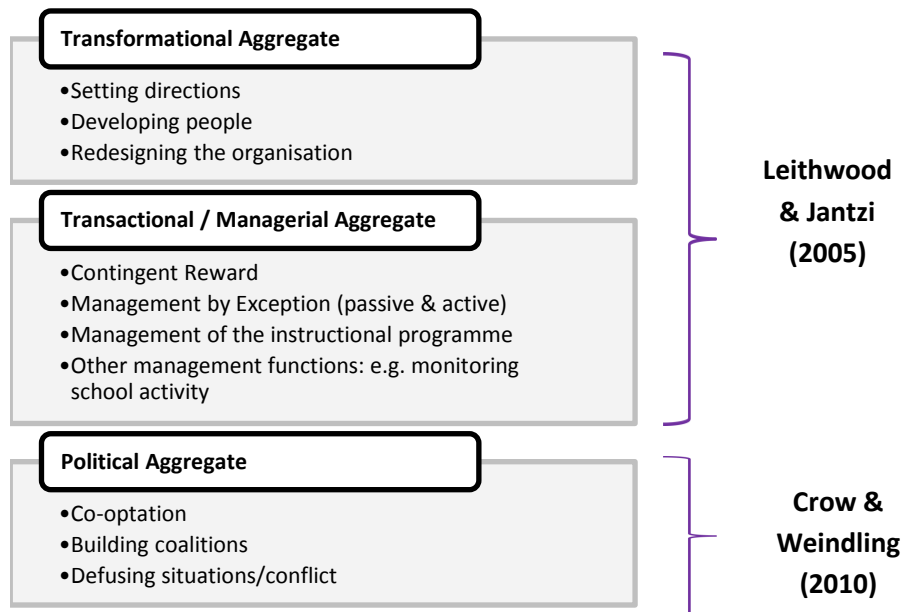 Transformational Aggregate
•Setting directions
•Developing people
•Redesigning the organisation
Transactional / Managerial Aggregate
•Contingent Reward
•Management by Exception (passive & active)
•Management of the instructional programme
•Other management functions: e.g. monitoring
school activity
Leithwood
& Jantzi
(2005)
Political Aggregate
•Co-optation
•Building coalitions
•Defusing situations/conflict
Crow &
Weindling
(2010)